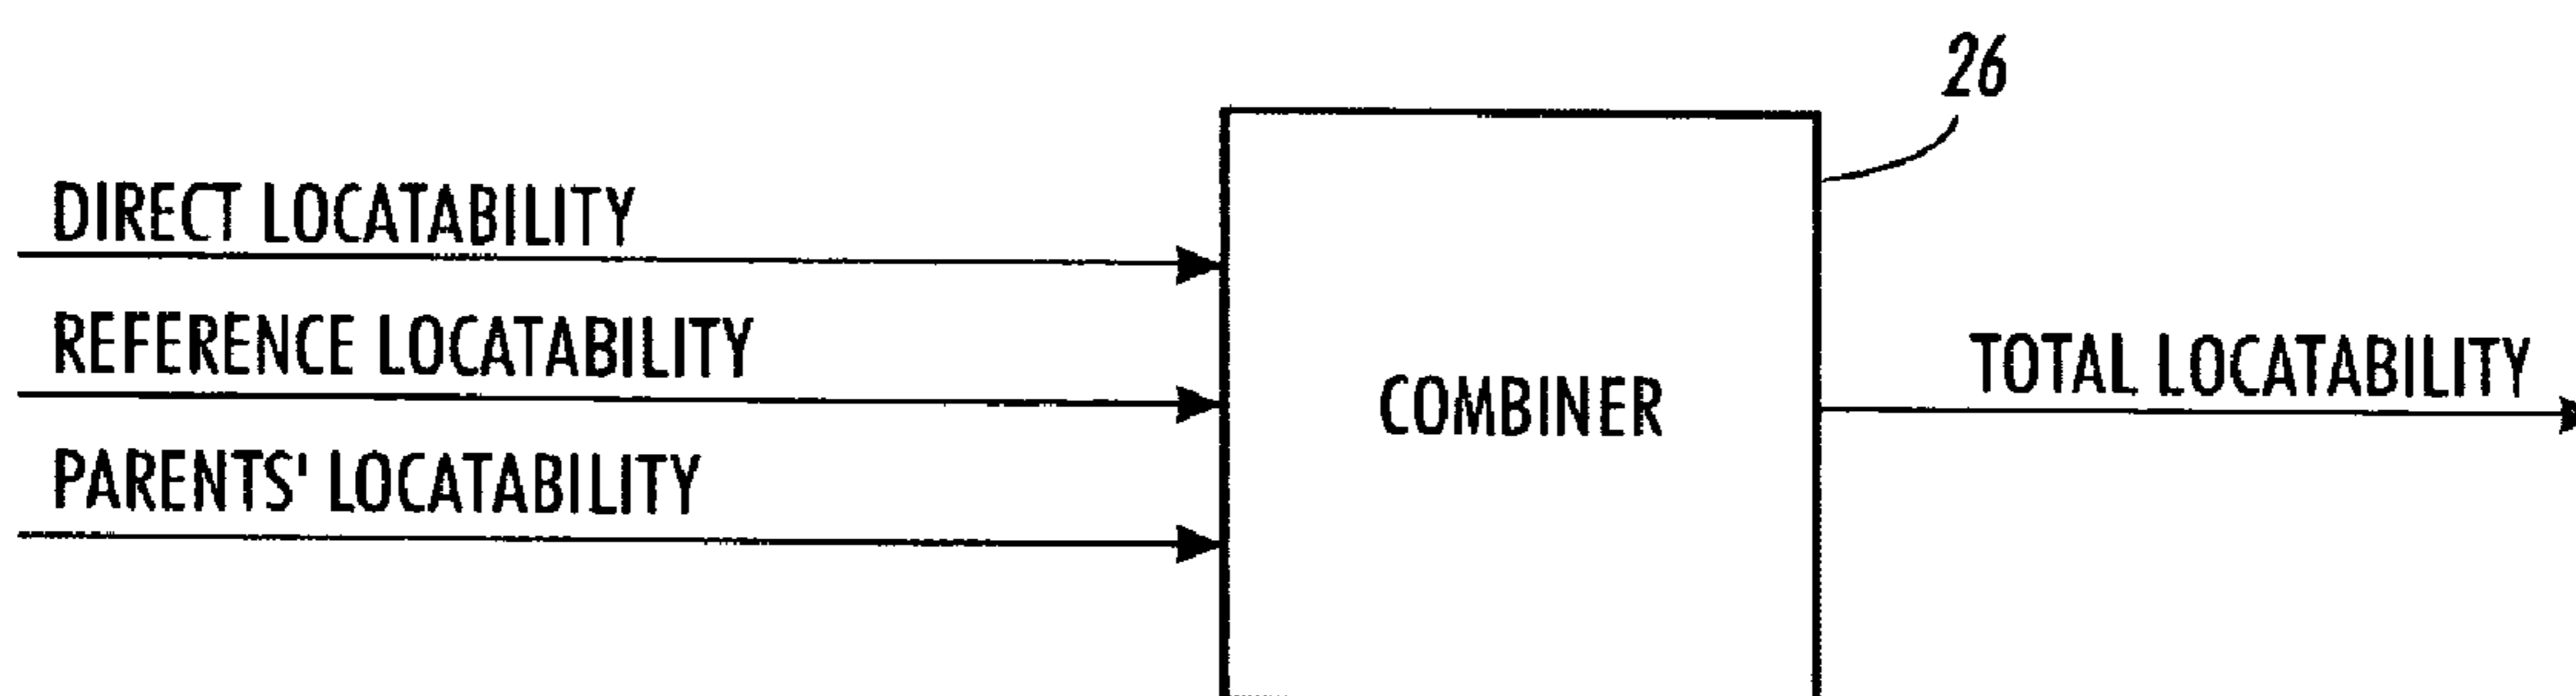 26
DIRECT LOCATABILITY
REFERENCE LOCATABILITY
PARENTS' LOCATABILITY
COMBINER
TOTAL LOCATABILITY